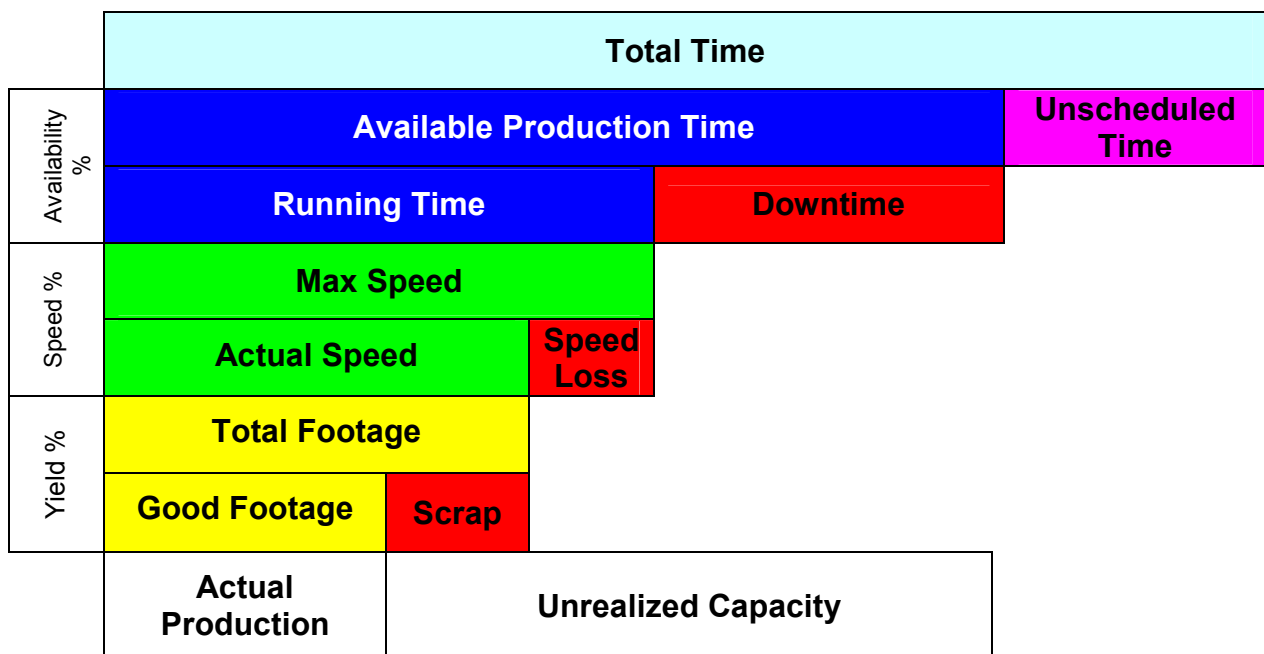 Total Time
Availability
%
Available Production Time
Unscheduled
Time
Running Time
Downtime
Speed %
Max Speed
Actual Speed
Speed
Loss
Yield %
Total Footage
Good Footage
Scrap
Actual
Production
Unrealized Capacity